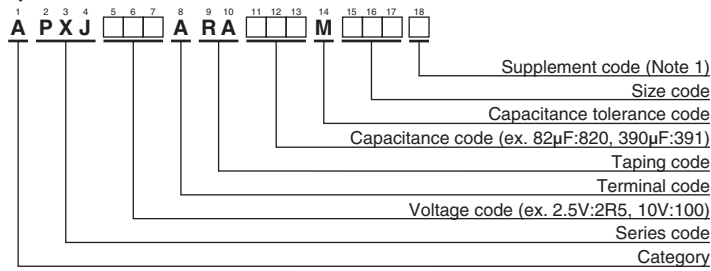 1 2 3 4 5 6 7 8 9 10 11 12 13 14 15 16 17 18
A P X J A R A M
Supplement code (Note 1)
Size code
Capacitance tolerance code
Capacitance code (ex. 82µF:820, 390µF:391)
Taping code
Terminal code
Voltage code (ex. 2.5V:2R5, 10V:100)
Series code
Category